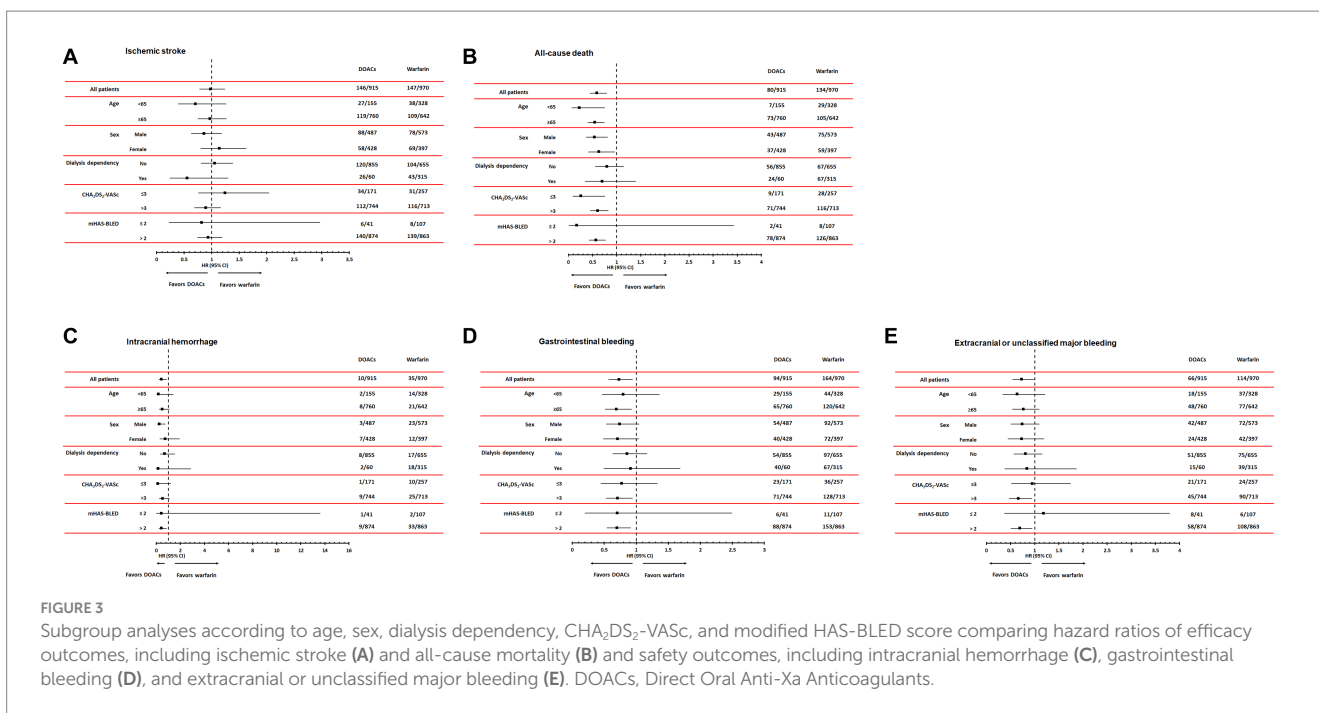 A
Ischemic stroke
DOACs Warfarin
All patients 146/915 147/970
Age <65 27/155 38/328
≥65 119/760 109/642
Sex Male 88/487 78/573
Female 58/428 69/397
Dialysis dependency No 120/855 104/655
Yes 26/60 43/315
CHA₂DS₂-VASc ≤3 34/171 31/257
>3 112/744 116/713
mHAS-BLED ≤ 2 6/41 8/107
> 2 140/874 139/863
0 0.5 1 1.5 2 2.5 3 3.5
HR (95% CI)
Favors DOACs Favors warfarin
B
All-cause death
DOACs Warfarin
All patients 80/915 134/970
Age <65 7/155 29/328
≥65 73/760 105/642
Sex Male 43/487 75/573
Female 37/428 59/397
Dialysis dependency No 56/855 67/655
Yes 24/60 67/315
CHA₂DS₂-VASc ≤3 9/171 28/257
>3 71/744 116/713
mHAS-BLED ≤ 2 2/41 8/107
> 2 78/874 126/863
0 0.5 1 1.5 2 2.5 3 3.5 4
HR (95% CI)
Favors DOACs Favors warfarin
C
Intracranial hemorrhage
DOACs Warfarin
All patients 10/915 35/970
Age <65 2/155 14/328
≥65 8/760 21/642
Sex Male 3/487 23/573
Female 7/428 12/397
Dialysis dependency No 8/855 17/655
Yes 2/60 18/315
CHA₂DS₂-VASc ≤3 1/171 10/257
>3 9/744 25/713
mHAS-BLED ≤ 2 1/41 2/107
> 2 9/874 33/863
0 2 4 6 8 10 12 14 16
HR (95% CI)
Favors DOACs Favors warfarin
D
Gastrointestinal bleeding
DOACs Warfarin
All patients 94/915 164/970
Age <65 29/155 44/328
≥65 65/760 120/642
Sex Male 54/487 92/573
Female 40/428 72/397
Dialysis dependency No 54/855 97/655
Yes 40/60 67/315
CHA₂DS₂-VASc ≤3 23/171 36/257
>3 71/744 128/713
mHAS-BLED ≤ 2 6/41 11/107
> 2 88/874 153/863
0 0.5 1 1.5 2 2.5 3
HR (95% CI)
Favors DOACs Favors warfarin
E
Extracranial or unclassified major bleeding
DOACs Warfarin
All patients 66/915 114/970
Age <65 18/155 37/328
≥65 48/760 77/642
Sex Male 42/487 72/573
Female 24/428 42/397
Dialysis dependency No 51/855 75/655
Yes 15/60 39/315
CHA₂DS₂-VASc ≤3 21/171 24/257
>3 45/744 90/713
mHAS-BLED ≤ 2 8/41 6/107
> 2 58/874 108/863
0 0.5 1 1.5 2 2.5 3 3.5 4
HR (95% CI)
Favors DOACs Favors warfarin
FIGURE 3
Subgroup analyses according to age, sex, dialysis dependency, CHA₂DS₂-VASc, and modified HAS-BLED score comparing hazard ratios of efficacy
outcomes, including ischemic stroke (A) and all-cause mortality (B) and safety outcomes, including intracranial hemorrhage (C), gastrointestinal
bleeding (D), and extracranial or unclassified major bleeding (E). DOACs, Direct Oral Anti-Xa Anticoagulants.